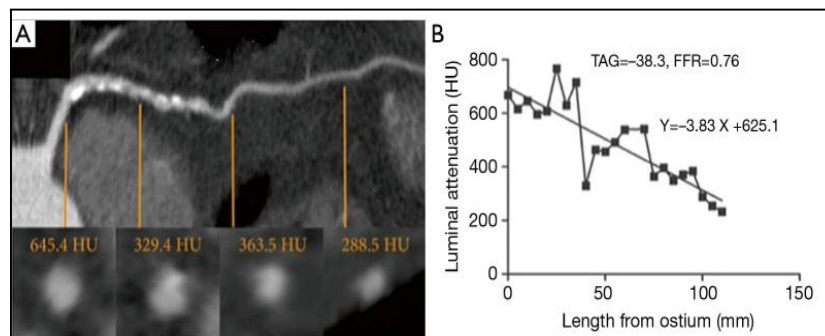 A
645.4 HU 329.4 HU 363.5 HU 288.5 HU
B
TAG=−38.3, FFR=0.76
Y=−3.83 X +625.1
Luminal attenuation (HU)
800
600
400
200
0
0 50 100 150
Length from ostium (mm)